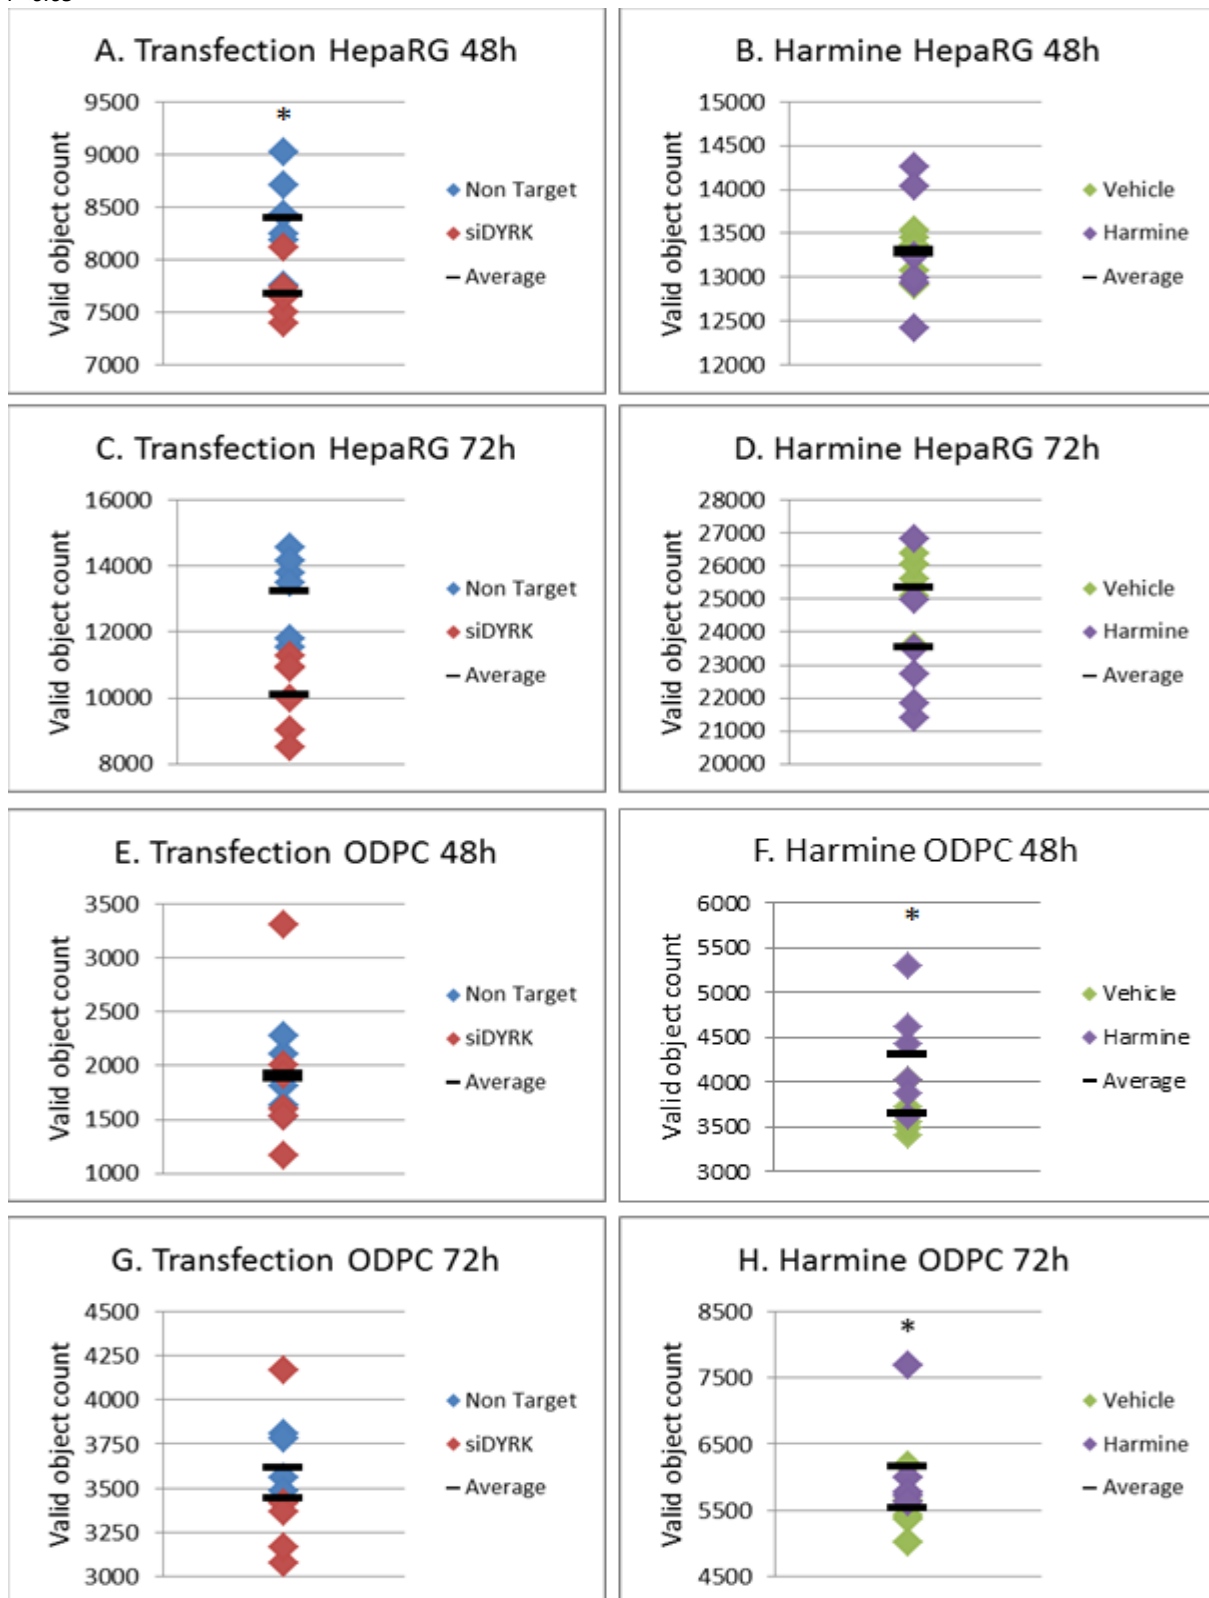 A. Transfection HepaRG 48h
Valid object count
9500
9000
8500
8000
7500
7000
*
Non Target
siDYRK
Average
B. Harmine HepaRG 48h
Valid object count
15000
14500
14000
13500
13000
12500
12000
Vehicle
Harmine
Average
C. Transfection HepaRG 72h
Valid object count
16000
14000
12000
10000
8000
Non Target
siDYRK
Average
D. Harmine HepaRG 72h
Valid object count
28000
27000
26000
25000
24000
23000
22000
21000
20000
Vehicle
Harmine
Average
E. Transfection ODPC 48h
Valid object count
3500
3000
2500
2000
1500
1000
Non Target
siDYRK
Average
F. Harmine ODPC 48h
Valid object count
6000
5500
5000
4500
4000
3500
3000
*
Vehicle
Harmine
Average
G. Transfection ODPC 72h
Valid object count
4500
4250
4000
3750
3500
3250
3000
Non Target
siDYRK
Average
H. Harmine ODPC 72h
Valid object count
8500
7500
6500
5500
4500
*
Vehicle
Harmine
Average